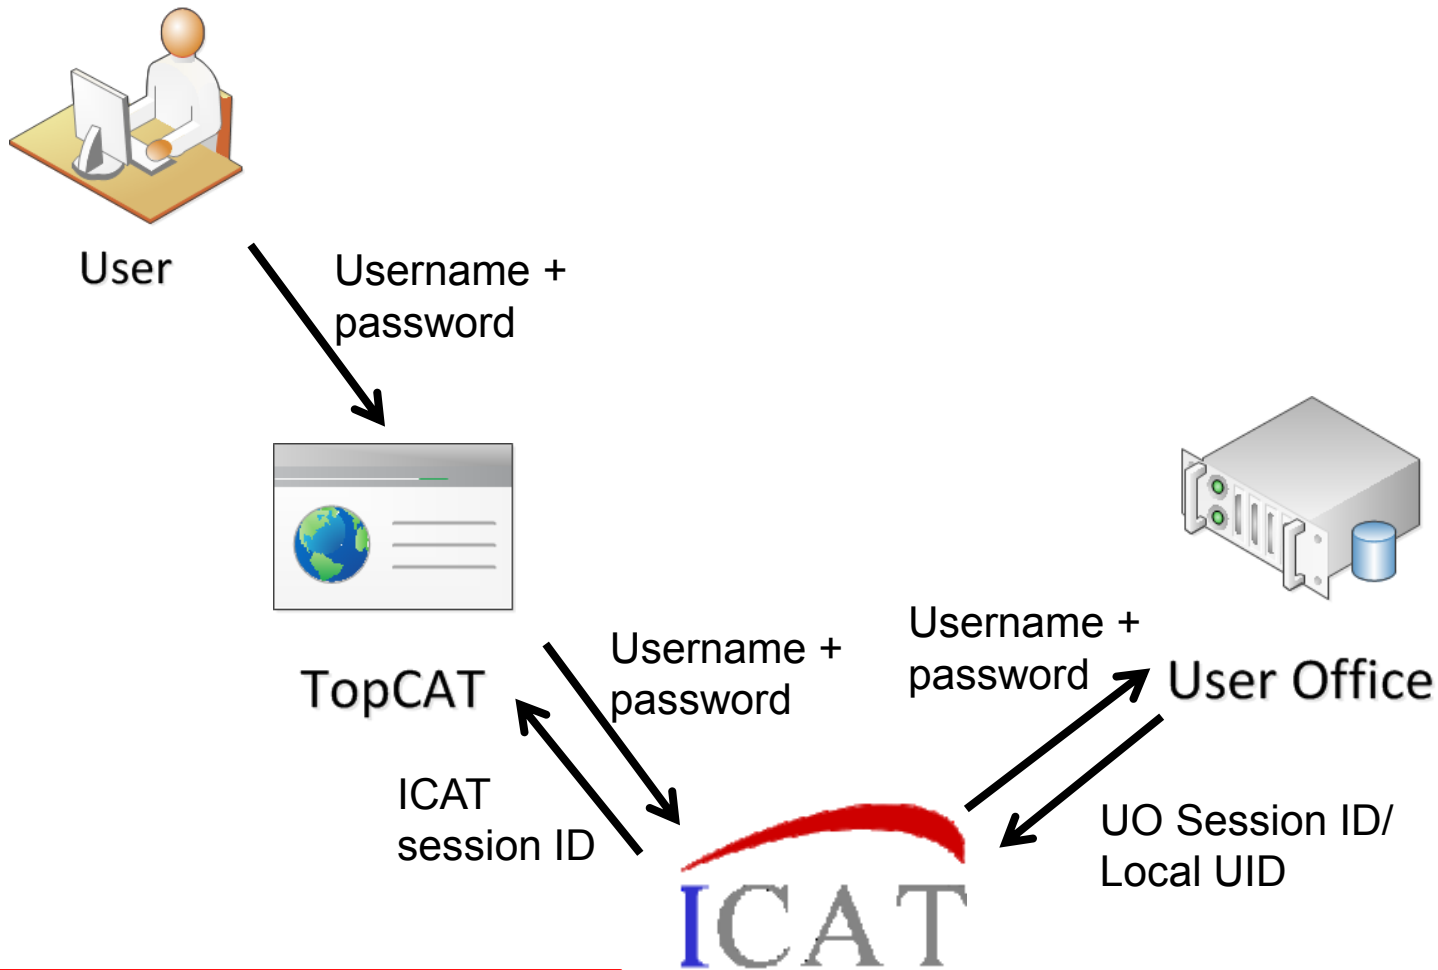 User
Username +
password
TopCAT
Username +
password
Username +
password
User Office
ICAT
session ID
UO Session ID/
Local UID
ICAT